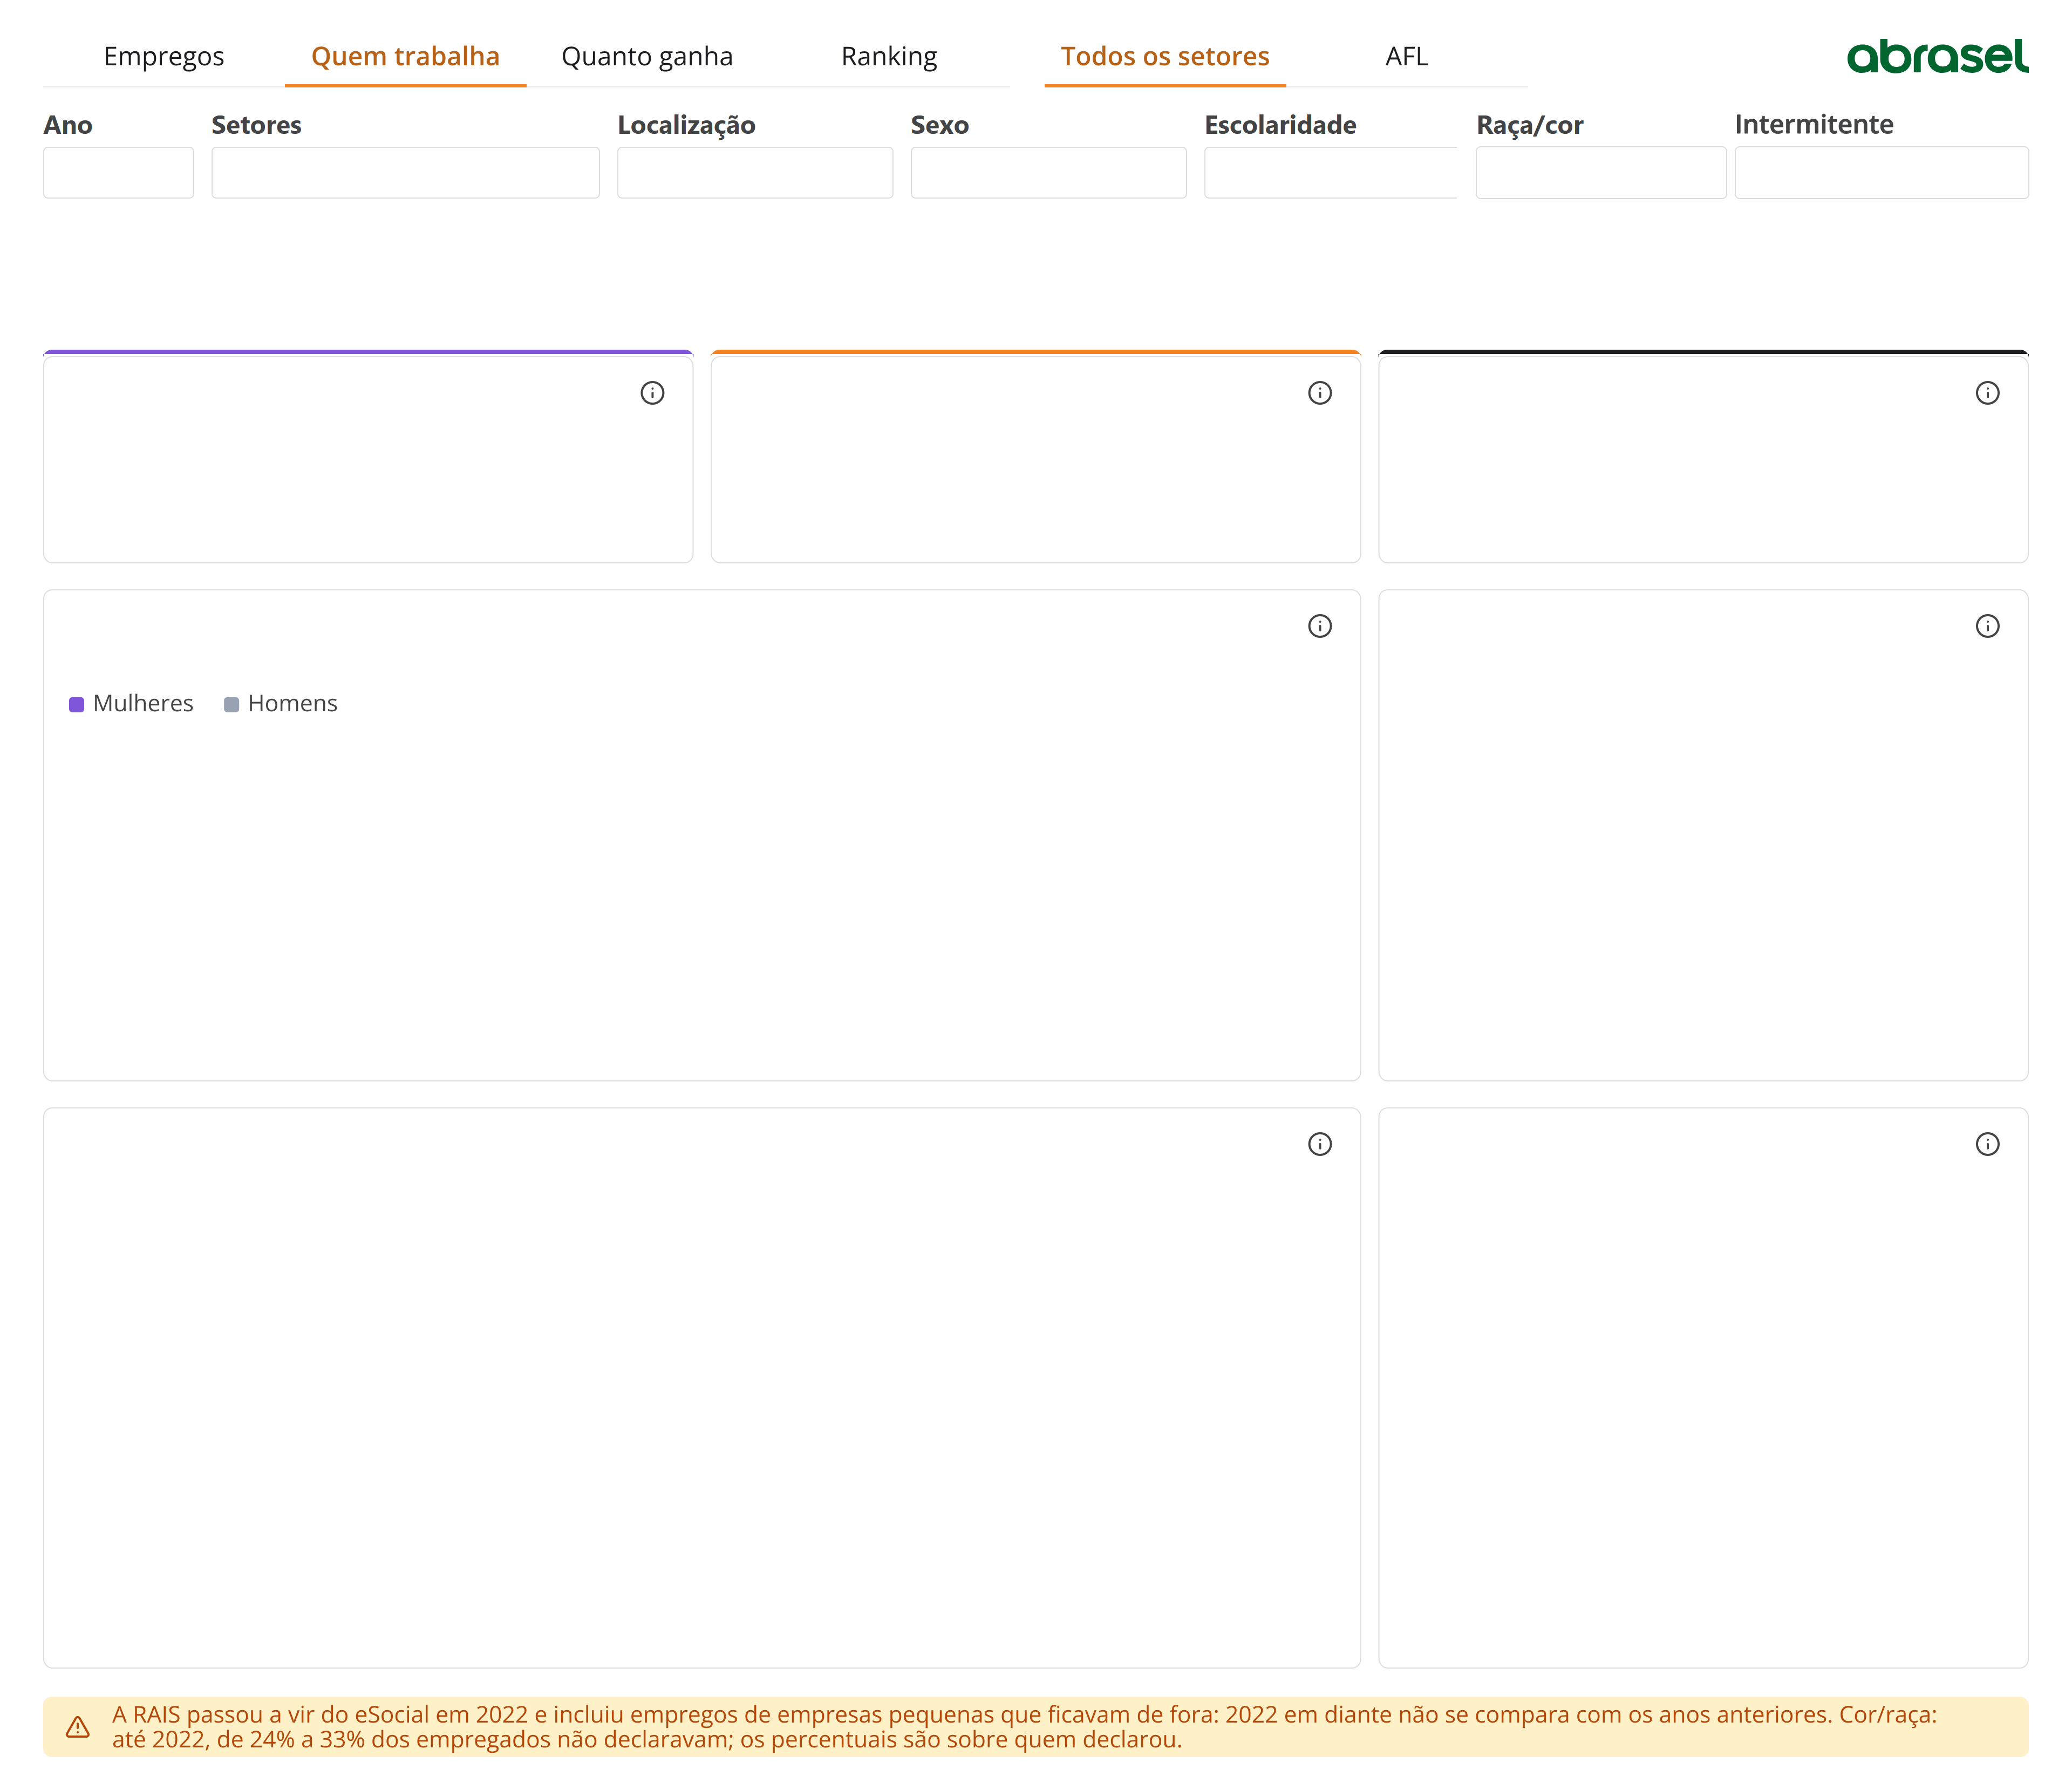 Empregos Quem trabalha Quanto ganha Ranking Todos os setores AFL abrasel
Ano Setores Localização Sexo Escolaridade Raça/cor Intermitente
Mulheres Homens
A RAIS passou a vir do eSocial em 2022 e incluiu empregos de empresas pequenas que ficavam de fora: 2022 em diante não se compara com os anos anteriores. Cor/raça:
até 2022, de 24% a 33% dos empregados não declaravam; os percentuais são sobre quem declarou.